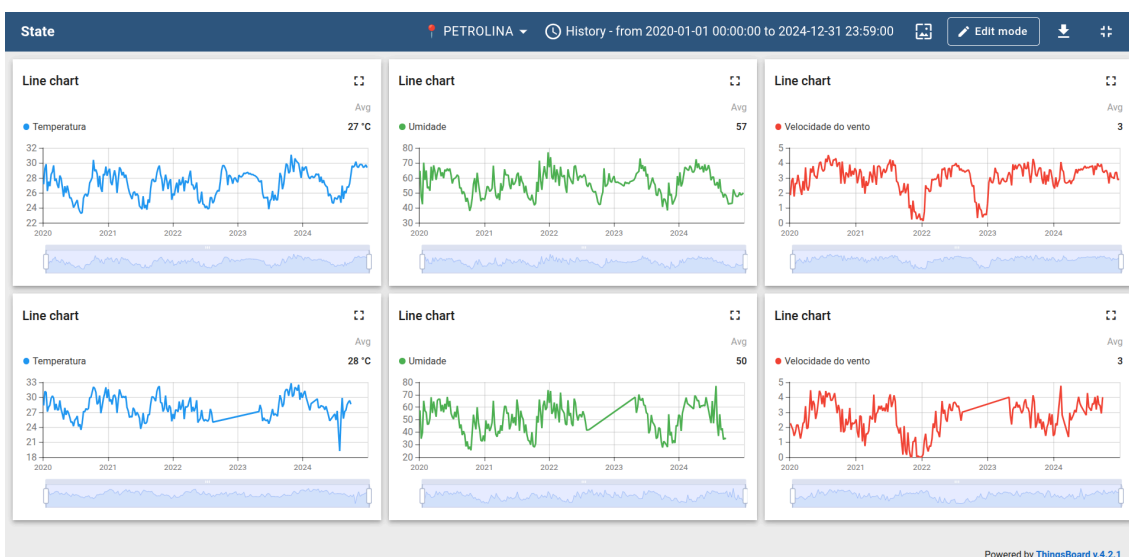 State
PETROLINA
History - from 2020-01-01 00:00:00 to 2024-12-31 23:59:00
Edit mode
Line chart
Avg
Temperatura
27 °C
32
30
28
26
24
22
2020 2021 2022 2023 2024
Line chart
Avg
Umidade
57
80
70
60
50
40
30
2020 2021 2022 2023 2024
Line chart
Avg
Velocidade do vento
3
5
4
3
2
1
0
2020 2021 2022 2023 2024
Line chart
Avg
Temperatura
28 °C
33
30
27
24
21
18
2020 2021 2022 2023 2024
Line chart
Avg
Umidade
50
80
70
60
50
40
30
20
2020 2021 2022 2023 2024
Line chart
Avg
Velocidade do vento
3
5
4
3
2
1
0
2020 2021 2022 2023 2024
Powered by ThingsBoard v.4.2.1